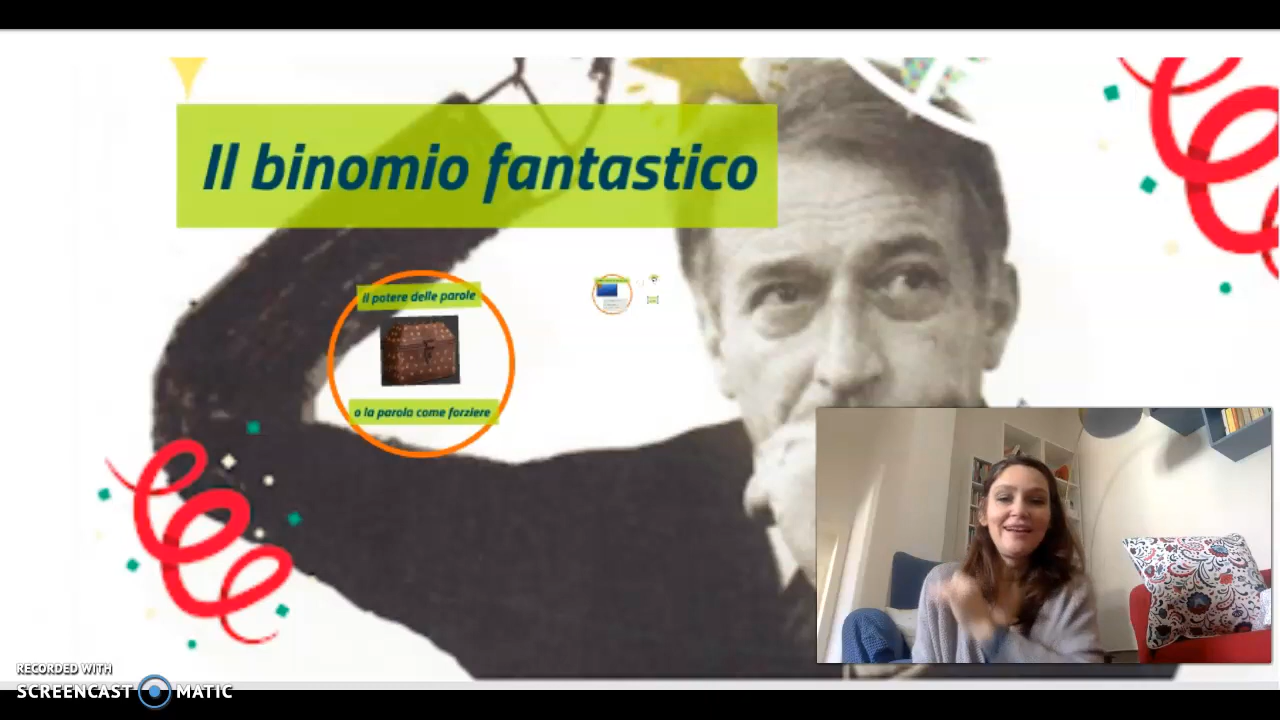 Il binomio fantastico
il potere delle parole
o la parola come forziere
RECORDED WITH
SCREENCAST MATIC